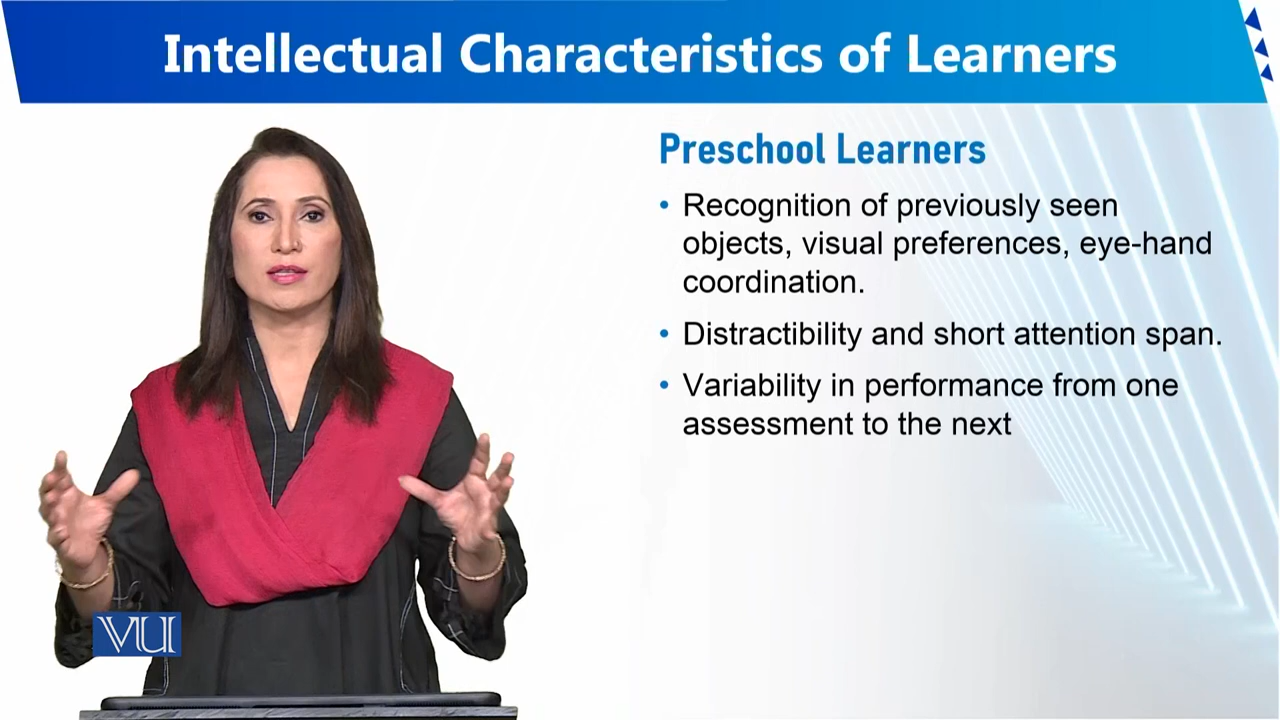 Intellectual Characteristics of Learners
Preschool Learners
• Recognition of previously seen
objects, visual preferences, eye-hand
coordination.
• Distractibility and short attention span.
• Variability in performance from one
assessment to the next
VU